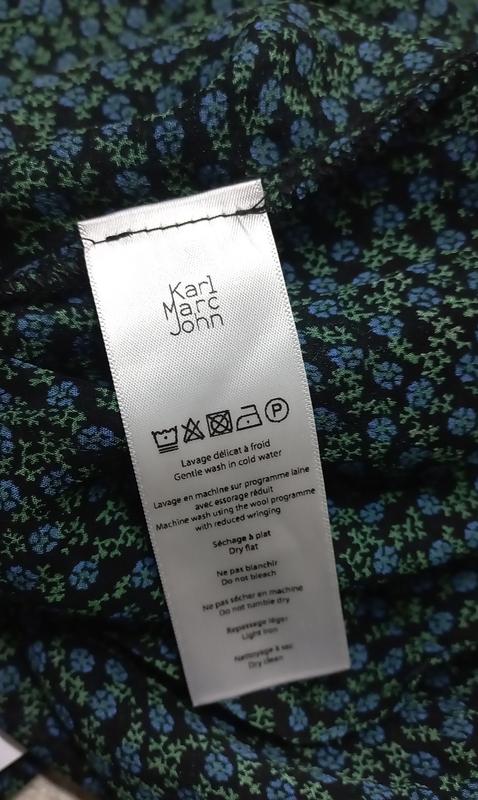 Karl
Marc
John
P
Lavage délicat à froid
Gentle wash in cold water
Lavage en machine sur programme laine
avec essorage réduit
Machine wash using the wool programme
with reduced wringing
Séchage à plat
Dry flat
Ne pas blanchir
Do not bleach
Ne pas sécher en machine
Do not tumble dry
Repassage léger
Light iron
Nettoyage à sec
Dry clean